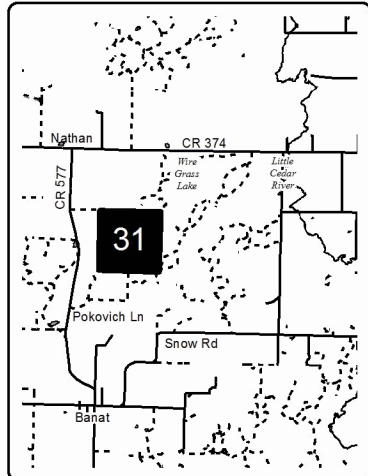 Nathan
CR 374
Wire
Grass
Lake
Little
Cedar
River
CR 577
31
Pokovich Ln
Snow Rd
Banat